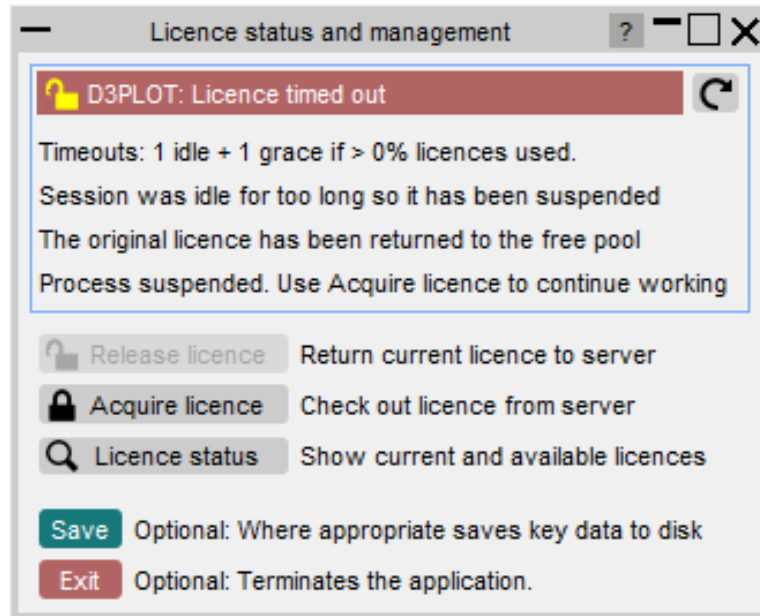 Licence status and management ?
D3PLOT: Licence timed out
Timeouts: 1 idle + 1 grace if > 0% licences used.
Session was idle for too long so it has been suspended
The original licence has been returned to the free pool
Process suspended. Use Acquire licence to continue working
Release licence Return current licence to server
Acquire licence Check out licence from server
Licence status Show current and available licences
Save Optional: Where appropriate saves key data to disk
Exit Optional: Terminates the application.